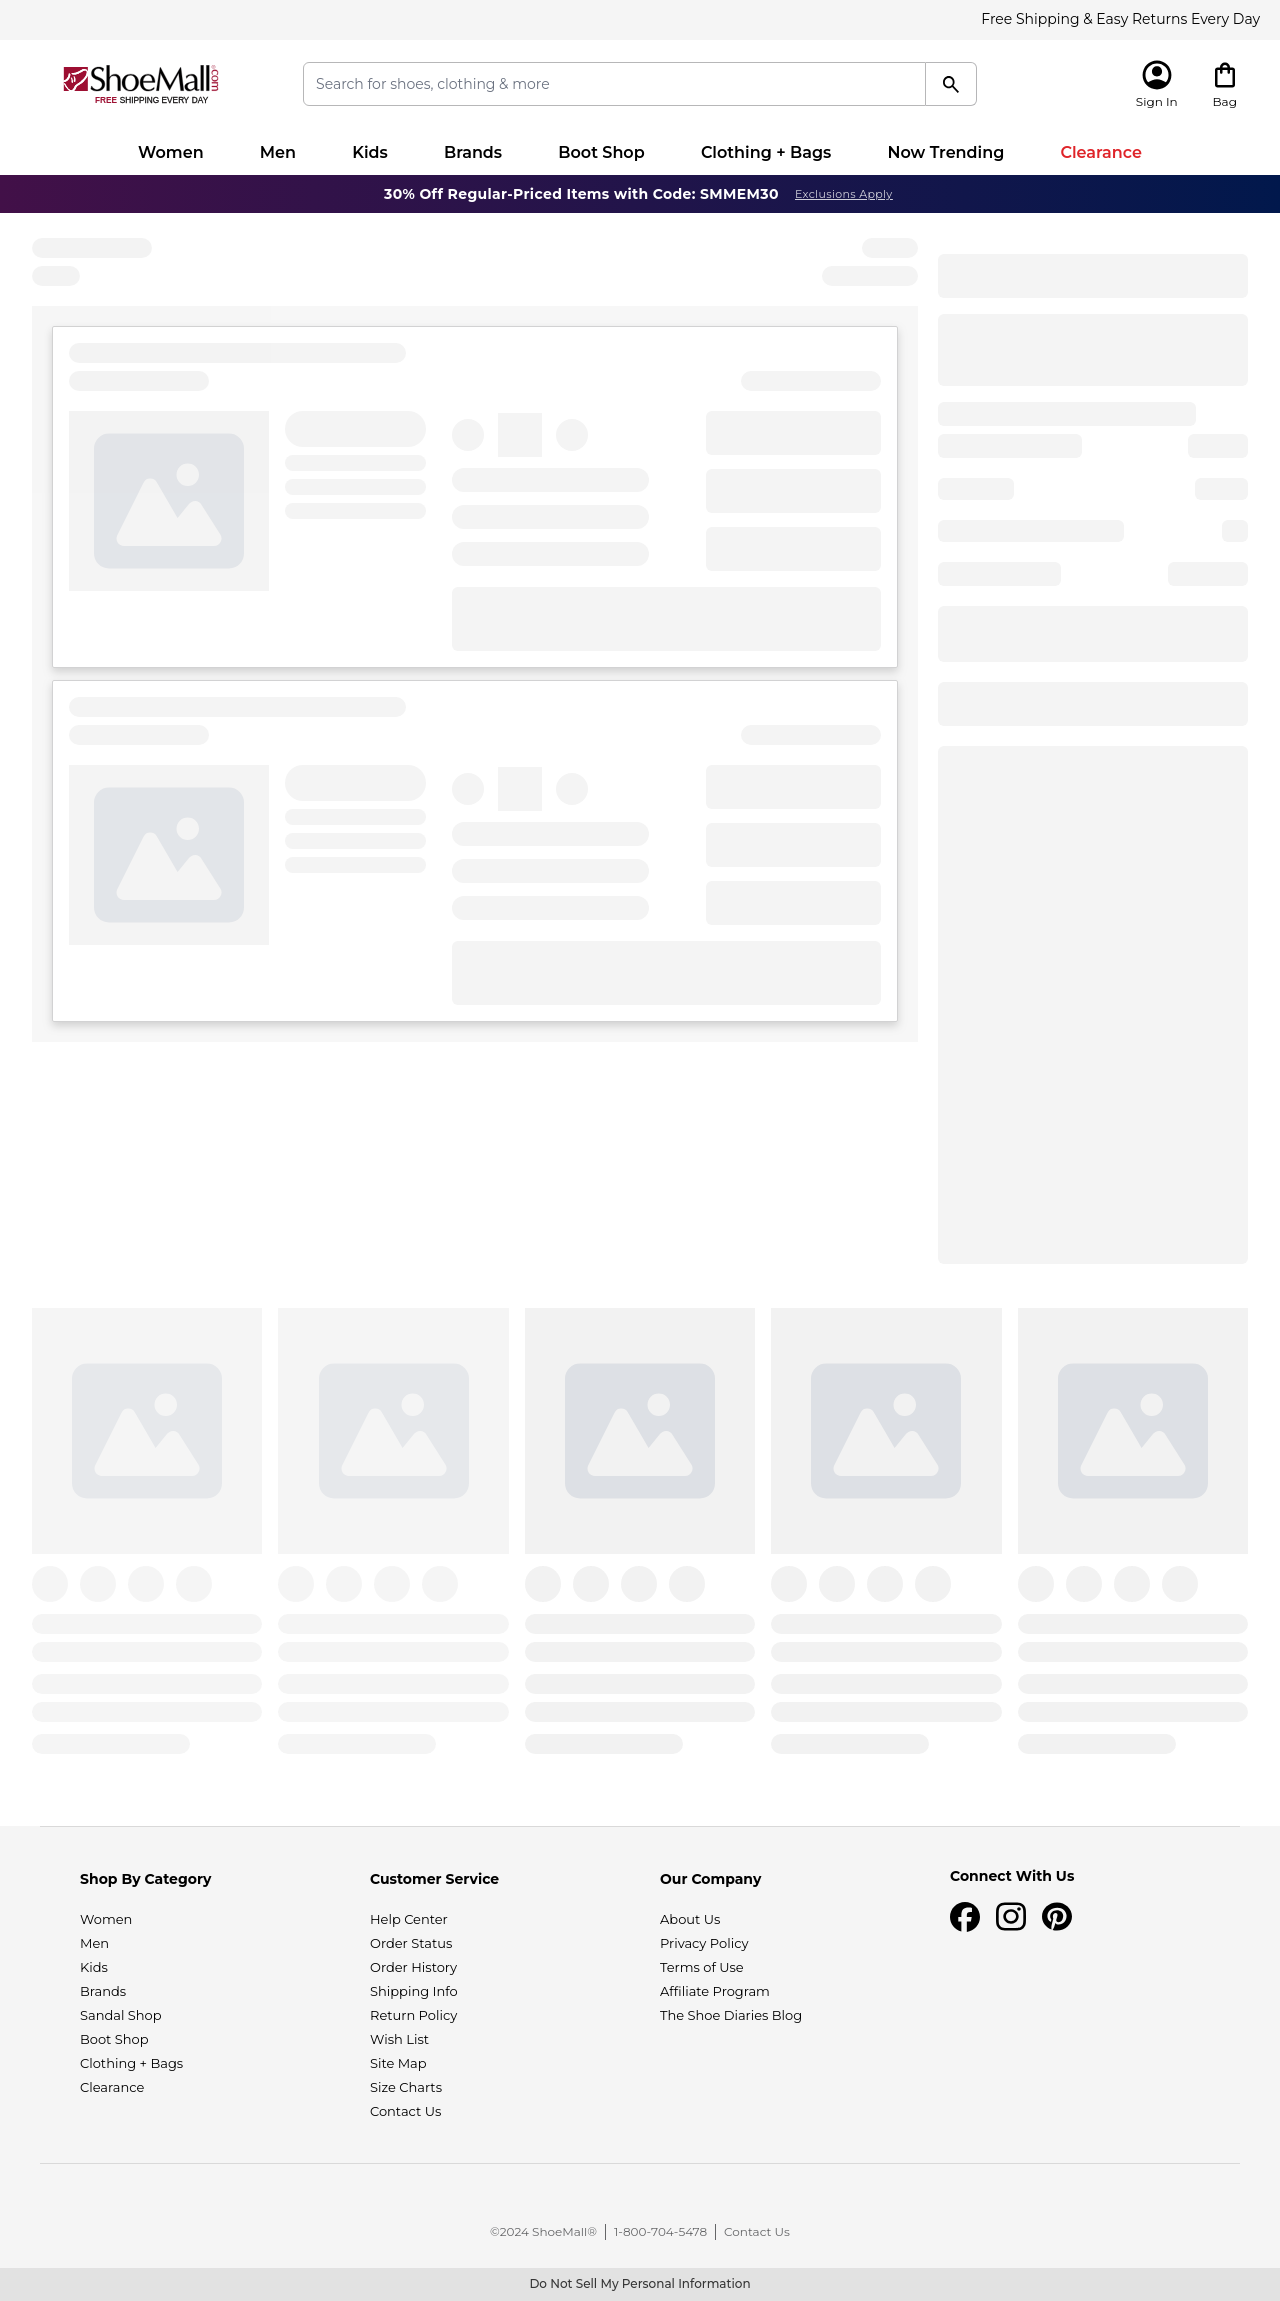 Free Shipping & Easy Returns Every Day
ShoeMall.com
FREE SHIPPING EVERY DAY
Search for shoes, clothing & more
Sign In
Bag
Women
Men
Kids
Brands
Boot Shop
Clothing + Bags
Now Trending
Clearance
30% Off Regular-Priced Items with Code: SMMEM30 Exclusions Apply
Shop By Category
Women
Men
Kids
Brands
Sandal Shop
Boot Shop
Clothing + Bags
Clearance
Customer Service
Help Center
Order Status
Order History
Shipping Info
Return Policy
Wish List
Site Map
Size Charts
Contact Us
Our Company
About Us
Privacy Policy
Terms of Use
Affiliate Program
The Shoe Diaries Blog
Connect With Us
©2024 ShoeMall® | 1-800-704-5478 | Contact Us
Do Not Sell My Personal Information